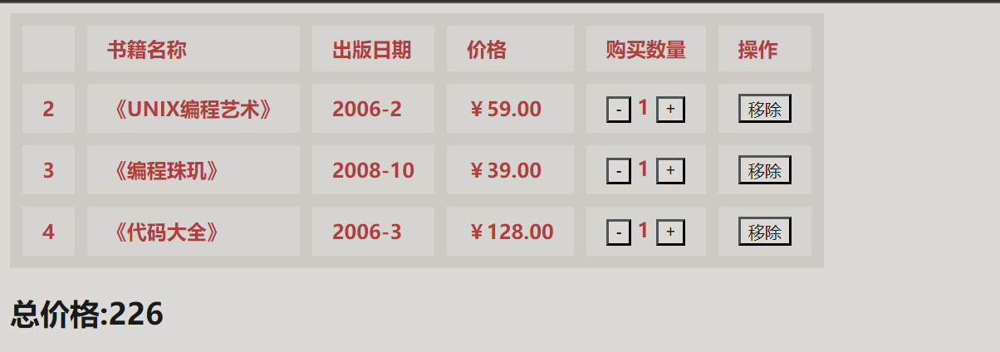 书籍名称 出版日期 价格 购买数量 操作
2 《UNIX编程艺术》 2006-2 ￥59.00 - 1 + 移除
3 《编程珠玑》 2008-10 ￥39.00 - 1 + 移除
4 《代码大全》 2006-3 ￥128.00 - 1 + 移除
总价格:226